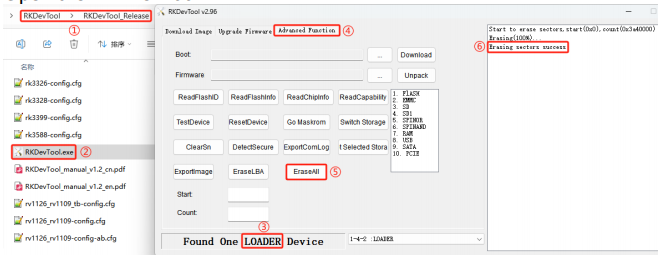 RKDevTool > RKDevTool_Release
①
排序
名称
rk3326-config.cfg
rk3328-config.cfg
rk3399-config.cfg
rk3588-config.cfg
RKDevTool.exe ②
RKDevTool_manual_v1.2_cn.pdf
RKDevTool_manual_v1.2_en.pdf
rv1126_rv1109_tb-config.cfg
rv1126_rv1109-config.cfg
rv1126_rv1109-config-ab.cfg
RKDevTool v2.96
Download Image Upgrade Firmware Advanced Function ④
Boot: ... Download
Firmware: ... Unpack
ReadFlashID ReadFlashInfo ReadChipInfo ReadCapability
TestDevice ResetDevice Go Maskrom Switch Storage
ClearSn DetectSecure ExportComLog t Selected Stora
ExportImage EraseLBA EraseAll ⑤
1. FLASH
2. EMMC
3. SD
4. SD1
5. SPINOR
6. SPINAND
7. RAM
8. USB
9. SATA
10. PCIE
Start:
Count:
③
Found One LOADER Device 1-4-2 :LOADER
Start to erase sectors,start(0x0),count(0x3a40000)
Erasing(100%)...
⑥ Erasing sectors success